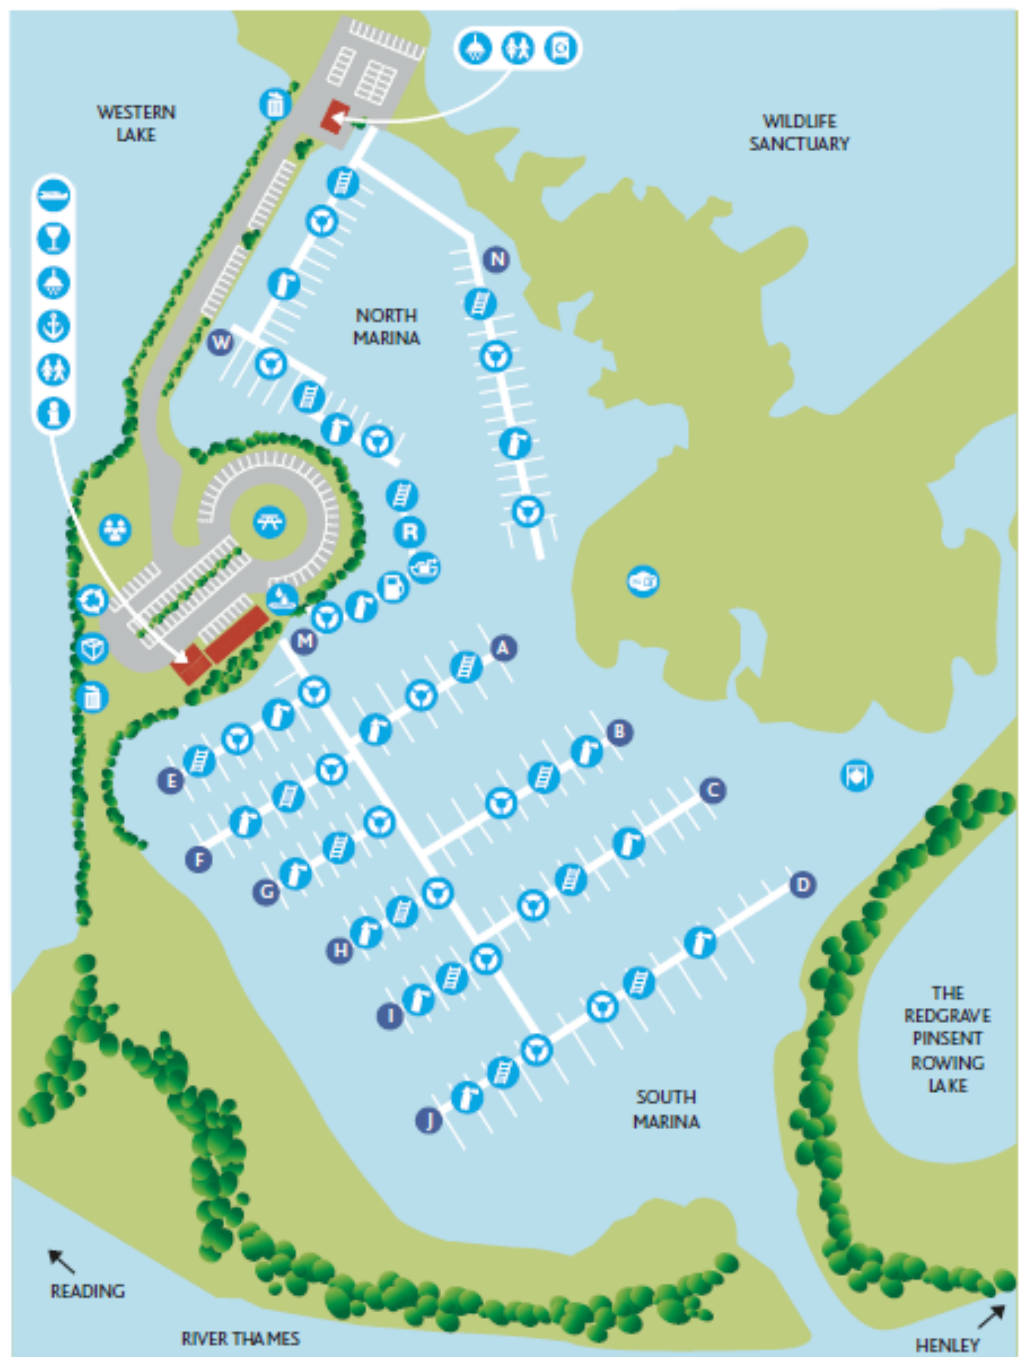 WESTERN
LAKE
WILDLIFE
SANCTUARY
N
NORTH
MARINA
W
R
M
A
B
E
C
F
D
G
H
I
J
THE
REDGRAVE
PINSENT
ROWING
LAKE
SOUTH
MARINA
READING
RIVER THAMES
HENLEY